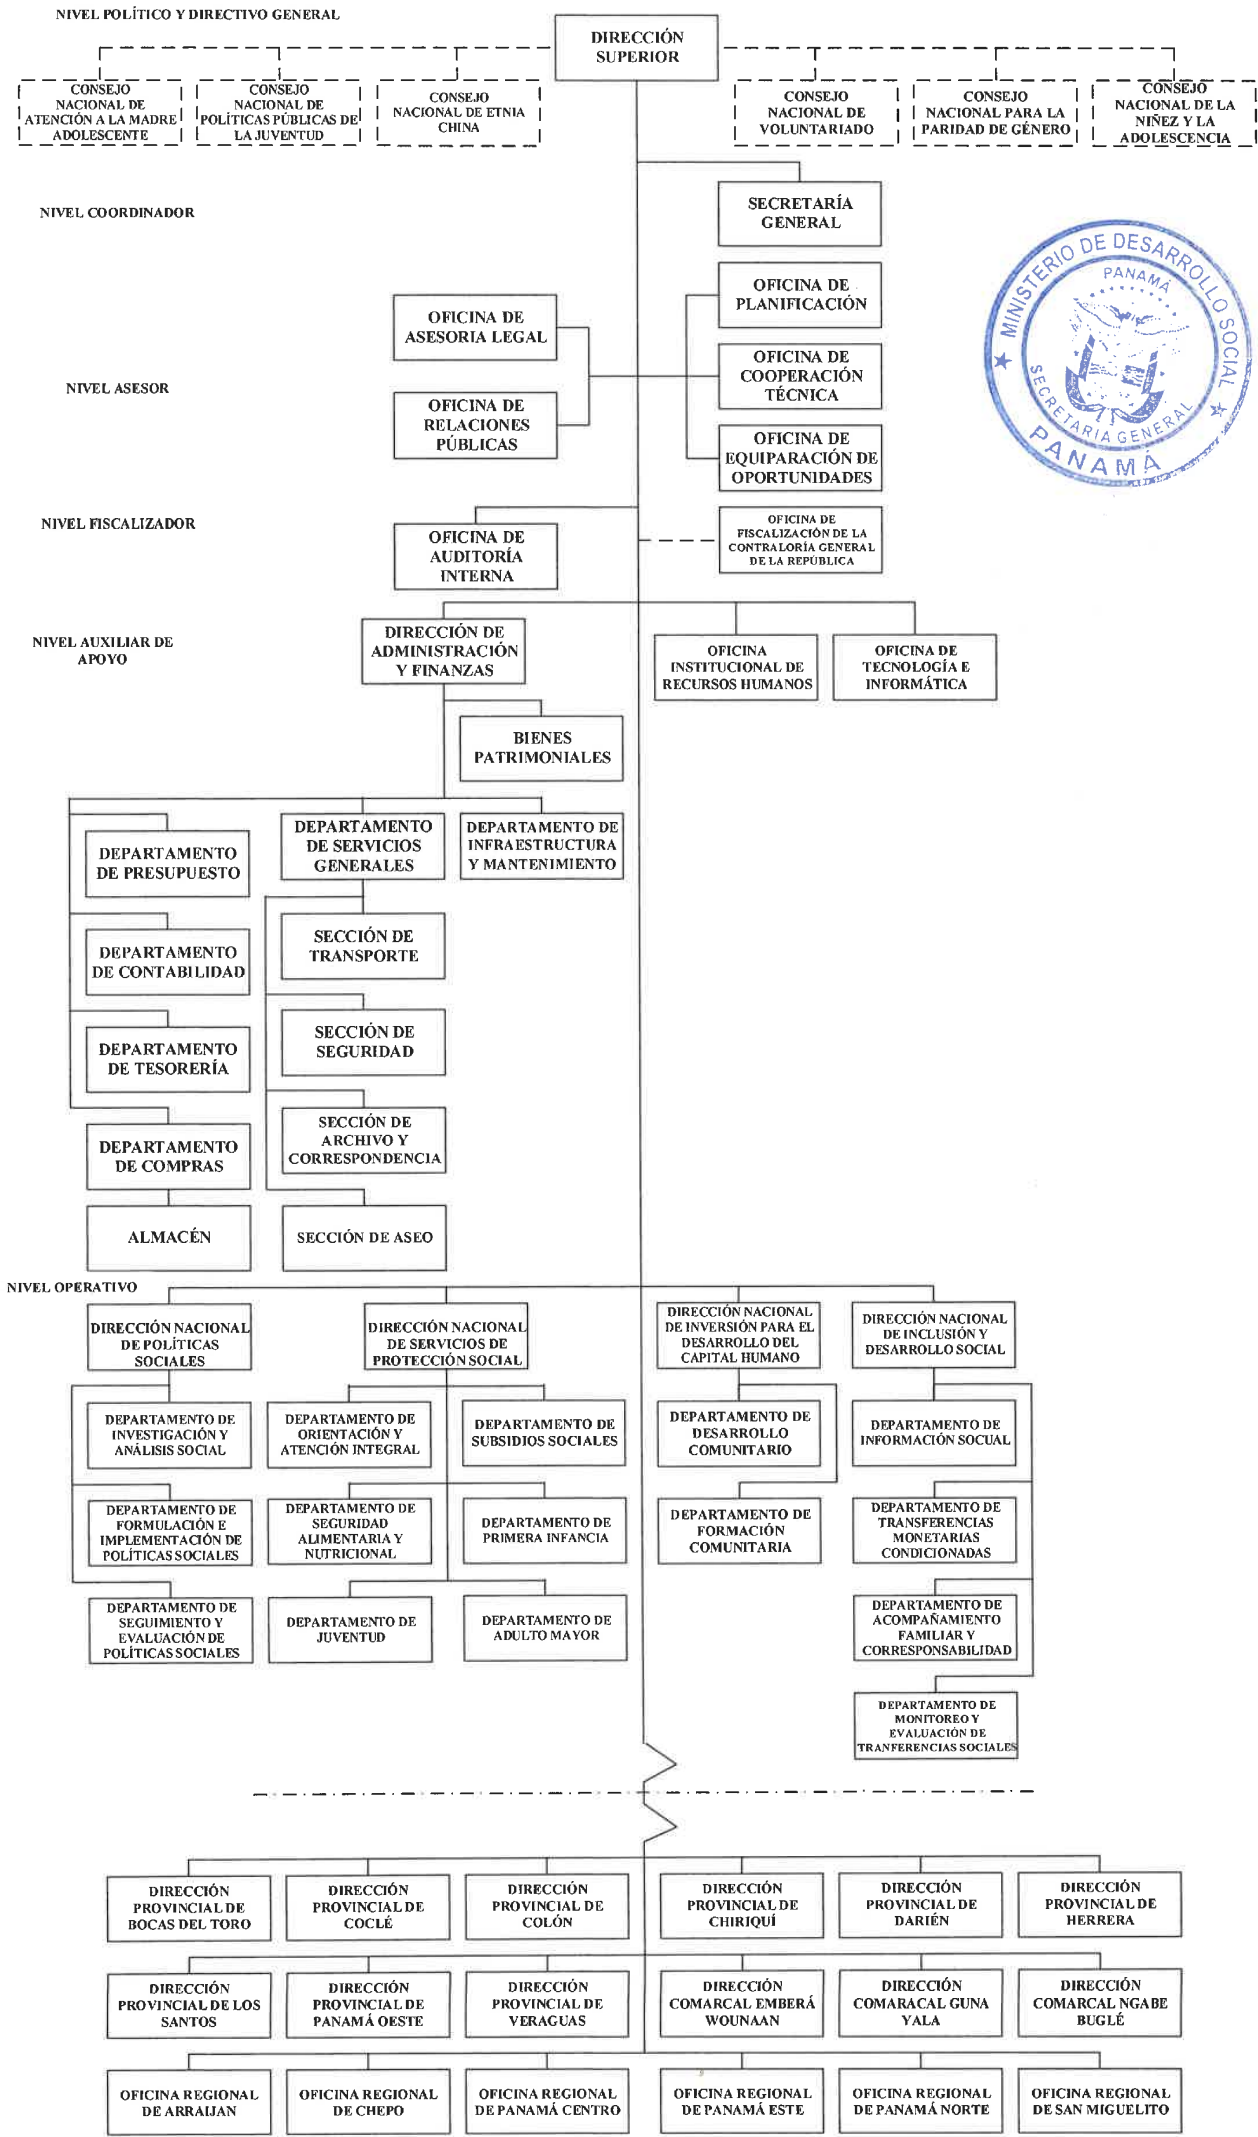 NIVEL POLÍTICO Y DIRECTIVO GENERAL
DIRECCIÓN
SUPERIOR
CONSEJO
NACIONAL DE
ATENCIÓN A LA MADRE
ADOLESCENTE
CONSEJO
NACIONAL DE
POLÍTICAS PÚBLICAS DE
LA JUVENTUD
CONSEJO
NACIONAL DE ETNIA
CHINA
CONSEJO
NACIONAL DE
VOLUNTARIADO
CONSEJO
NACIONAL PARA LA
PARIDAD DE GÉNERO
CONSEJO
NACIONAL DE LA
NIÑEZ Y LA
ADOLESCENCIA
NIVEL COORDINADOR
SECRETARÍA
GENERAL
MINISTERIO DE DESARROLLO SOCIAL
PANAMÁ
SECRETARIA GENERAL
PANAMÁ
NIVEL ASESOR
OFICINA DE
ASESORIA LEGAL
OFICINA DE
RELACIONES
PÚBLICAS
OFICINA DE
PLANIFICACIÓN
OFICINA DE
COOPERACIÓN
TÉCNICA
OFICINA DE
EQUIPARACIÓN DE
OPORTUNIDADES
NIVEL FISCALIZADOR
OFICINA DE
AUDITORÍA
INTERNA
OFICINA DE
FISCALIZACIÓN DE LA
CONTRALORÍA GENERAL
DE LA REPÚBLICA
NIVEL AUXILIAR DE
APOYO
DIRECCIÓN DE
ADMINISTRACIÓN
Y FINANZAS
OFICINA
INSTITUCIONAL DE
RECURSOS HUMANOS
OFICINA DE
TECNOLOGÍA E
INFORMÁTICA
BIENES
PATRIMONIALES
DEPARTAMENTO
DE PRESUPUESTO
DEPARTAMENTO
DE SERVICIOS
GENERALES
DEPARTAMENTO DE
INFRAESTRUCTURA
Y MANTENIMIENTO
DEPARTAMENTO
DE CONTABILIDAD
SECCIÓN DE
TRANSPORTE
DEPARTAMENTO
DE TESORERÍA
SECCIÓN DE
SEGURIDAD
DEPARTAMENTO
DE COMPRAS
SECCIÓN DE
ARCHIVO Y
CORRESPONDENCIA
ALMACÉN
SECCIÓN DE ASEO
NIVEL OPERATIVO
DIRECCIÓN NACIONAL
DE POLÍTICAS
SOCIALES
DIRECCIÓN NACIONAL
DE SERVICIOS DE
PROTECCIÓN SOCIAL
DIRECCIÓN NACIONAL
DE INVERSIÓN PARA EL
DESARROLLO DEL
CAPITAL HUMANO
DIRECCIÓN NACIONAL
DE INCLUSIÓN Y
DESARROLLO SOCIAL
DEPARTAMENTO DE
INVESTIGACIÓN Y
ANÁLISIS SOCIAL
DEPARTAMENTO DE
ORIENTACIÓN Y
ATENCIÓN INTEGRAL
DEPARTAMENTO DE
SUBSIDIOS SOCIALES
DEPARTAMENTO DE
DESARROLLO
COMUNITARIO
DEPARTAMENTO DE
INFORMACIÓN SOCUAL
DEPARTAMENTO DE
FORMULACIÓN E
IMPLEMENTACIÓN DE
POLÍTICAS SOCIALES
DEPARTAMENTO DE
SEGURIDAD
ALIMENTARIA Y
NUTRICIONAL
DEPARTAMENTO DE
PRIMERA INFANCIA
DEPARTAMENTO DE
FORMACIÓN
COMUNITARIA
DEPARTAMENTO DE
TRANSFERENCIAS
MONETARIAS
CONDICIONADAS
DEPARTAMENTO DE
SEGUIMIENTO Y
EVALUACIÓN DE
POLÍTICAS SOCIALES
DEPARTAMENTO DE
JUVENTUD
DEPARTAMENTO DE
ADULTO MAYOR
DEPARTAMENTO DE
ACOMPAÑAMIENTO
FAMILIAR Y
CORRESPONSABILIDAD
DEPARTAMENTO DE
MONITOREO Y
EVALUACIÓN DE
TRANFERENCIAS SOCIALES
DIRECCIÓN
PROVINCIAL DE
BOCAS DEL TORO
DIRECCIÓN
PROVINCIAL DE
COCLÉ
DIRECCIÓN
PROVINCIAL DE
COLÓN
DIRECCIÓN
PROVINCIAL DE
CHIRIQUÍ
DIRECCIÓN
PROVINCIAL DE
DARIÉN
DIRECCIÓN
PROVINCIAL DE
HERRERA
DIRECCIÓN
PROVINCIAL DE LOS
SANTOS
DIRECCIÓN
PROVINCIAL DE
PANAMÁ OESTE
DIRECCIÓN
PROVINCIAL DE
VERAGUAS
DIRECCIÓN
COMARCAL EMBERÁ
WOUNAAN
DIRECCIÓN
COMARACAL GUNA
YALA
DIRECCIÓN
COMARCAL NGABE
BUGLÉ
OFICINA REGIONAL
DE ARRAIJAN
OFICINA REGIONAL
DE CHEPO
OFICINA REGIONAL
DE PANAMÁ CENTRO
OFICINA REGIONAL
DE PANAMÁ ESTE
OFICINA REGIONAL
DE PANAMÁ NORTE
OFICINA REGIONAL
DE SAN MIGUELITO